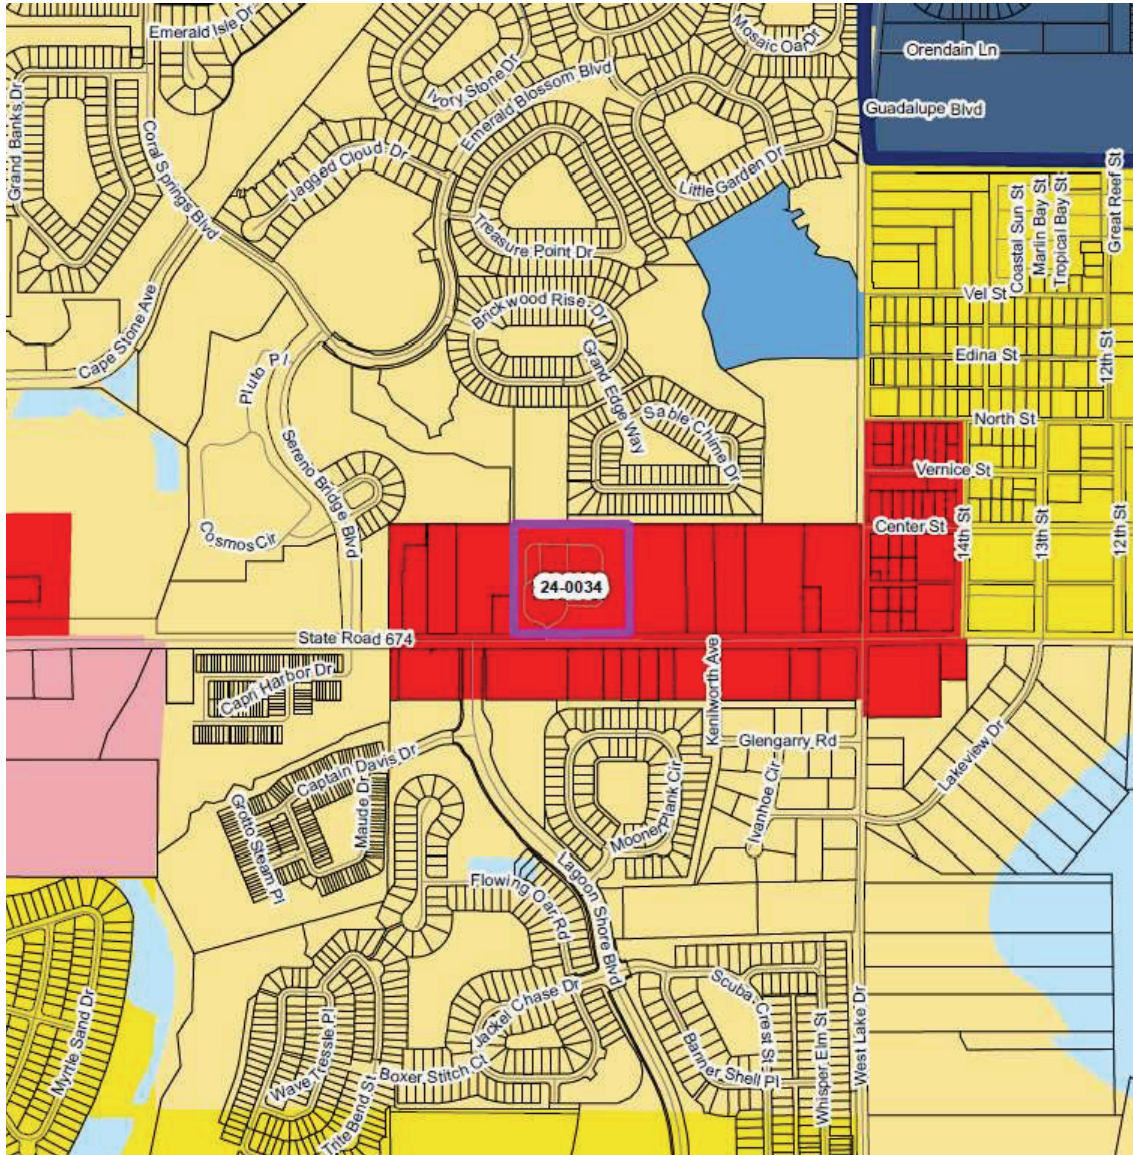 Emerald Isle Dr
Mosaic Oar Dr
Orendain Ln
Ivory Stone Dr
Emerald Blossom Blvd
Guadalupe Blvd
Grand Banks Dr
Coral Springs Blvd
Jagged Cloud Dr
Little Garden Dr
Great Reef St
Coastal Sun St
Marlin Bay St
Tropical Bay St
Treasure Point Dr
Vel St
Brickwood Rise Dr
Cape Stone Ave
Pluto Pl
Edina St
12th St
Grand Edge Way
Sable Chime Dr
North St
Sereno Bridge Blvd
Vernice St
Cosmos Cir
Center St
14th St
13th St
12th St
24-0034
State Road 674
Kenilworth Ave
Capri Harbor Dr
Glengarry Rd
Lakeview Dr
Captain Davis Dr
Maude Dr
Grotto Steam Pl
Mooner Plank Cir
Ivanhoe Cir
Flowing Oar Rd
Lagoon Shore Blvd
Myrtle Sand Dr
Jackel Chase Dr
Scuba Crest St
Wave Tressle Pl
Boxer Stitch Ct
Trite Bend St
Banner Shell Pl
Whisper Elm St
West Lake Dr